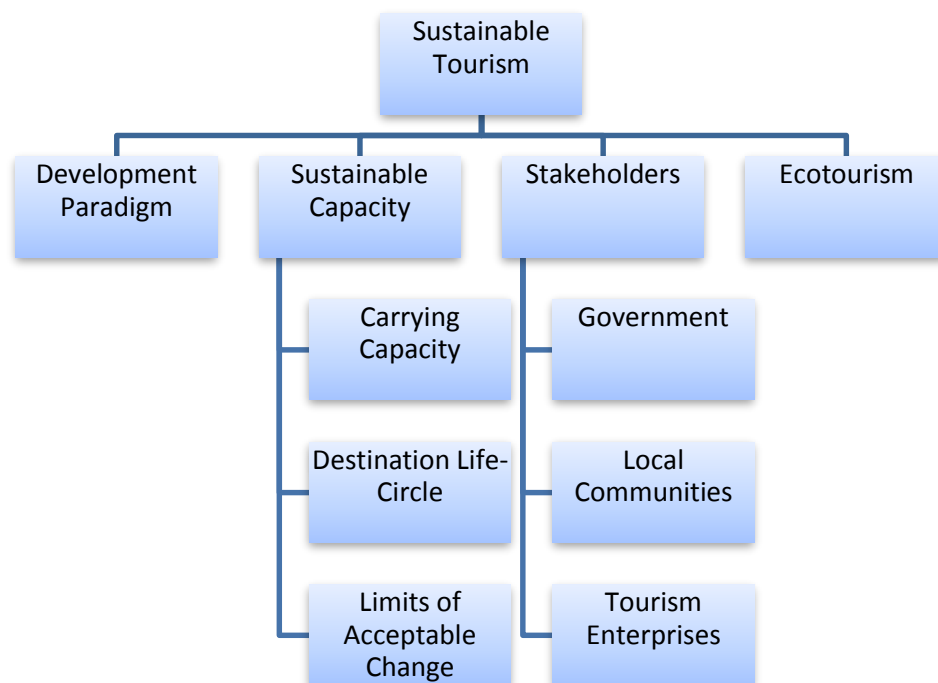 Sustainable
Tourism
Development
Paradigm
Sustainable
Capacity
Stakeholders
Ecotourism
Carrying
Capacity
Destination Life-
Circle
Limits of
Acceptable
Change
Government
Local
Communities
Tourism
Enterprises